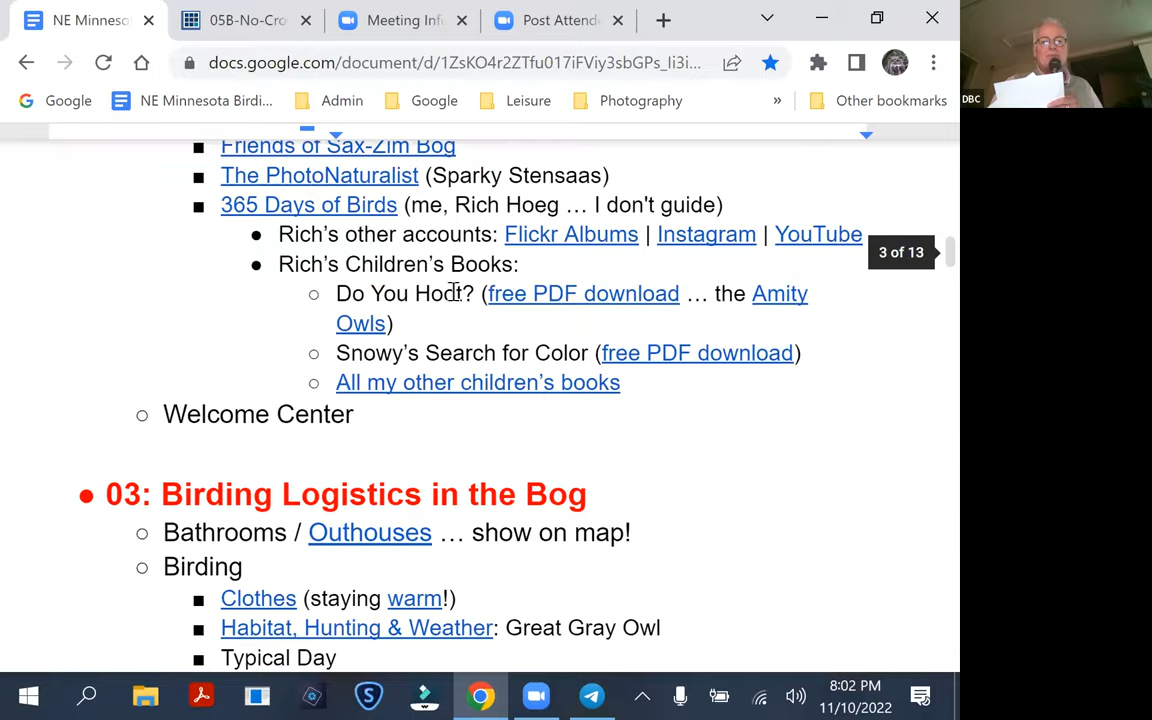 NE Minneso
05B-No-Cro
Meeting Inf
Post Attend
docs.google.com/document/d/1ZsKO4r2ZTfu017iFViy3sbGPs_Ii3i...
Google
NE Minnesota Birdi...
Admin
Google
Leisure
Photography
»
Other bookmarks
DBC
■ Friends of Sax-Zim Bog
■ The PhotoNaturalist (Sparky Stensaas)
■ 365 Days of Birds (me, Rich Hoeg … I don't guide)
● Rich’s other accounts: Flickr Albums | Instagram | YouTube
3 of 13
● Rich’s Children’s Books:
○ Do You Hoot? (free PDF download … the Amity
Owls)
○ Snowy’s Search for Color (free PDF download)
○ All my other children’s books
○ Welcome Center
● 03: Birding Logistics in the Bog
○ Bathrooms / Outhouses … show on map!
○ Birding
■ Clothes (staying warm!)
■ Habitat, Hunting & Weather: Great Gray Owl
■ Typical Day
8:02 PM
11/10/2022